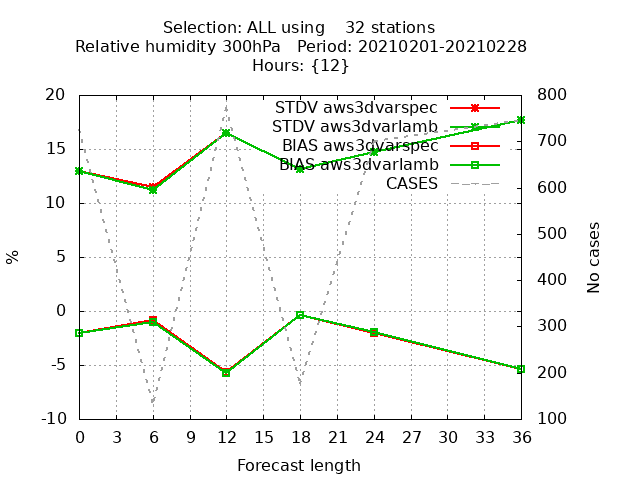 Selection: ALL using    32 stations
Relative humidity 300hPa   Period: 20210201-20210228
Hours: {12}
STDV aws3dvarspec
STDV aws3dvarlamb
BIAS aws3dvarspec
BIAS aws3dvarlamb
CASES
20
15
10
5
0
-5
-10
%
800
700
600
500
400
300
200
100
No cases
0 3 6 9 12 15 18 21 24 27 30 33 36
Forecast length